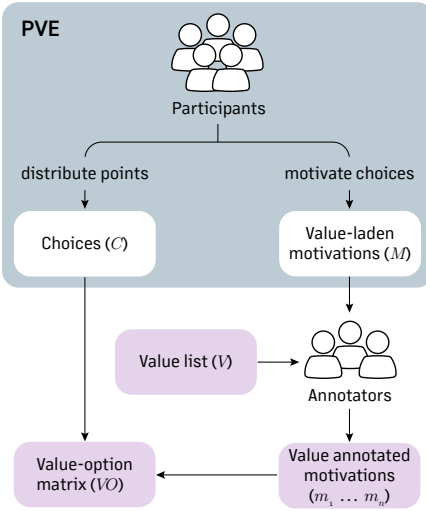 PVE
Participants
distribute points
motivate choices
Choices (C)
Value-laden
motivations (M)
Value list (V)
Annotators
Value-option
matrix (VO)
Value annotated
motivations
(m₁ ... mₙ)